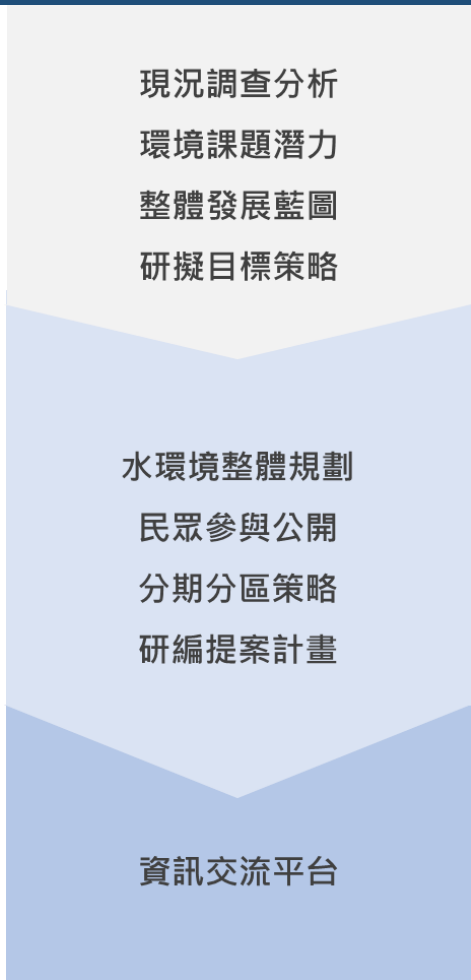 現況調查分析
環境課題潛力
整體發展藍圖
研擬目標策略
水環境整體規劃
民眾參與公開
分期分區策略
研編提案計畫
資訊交流平台